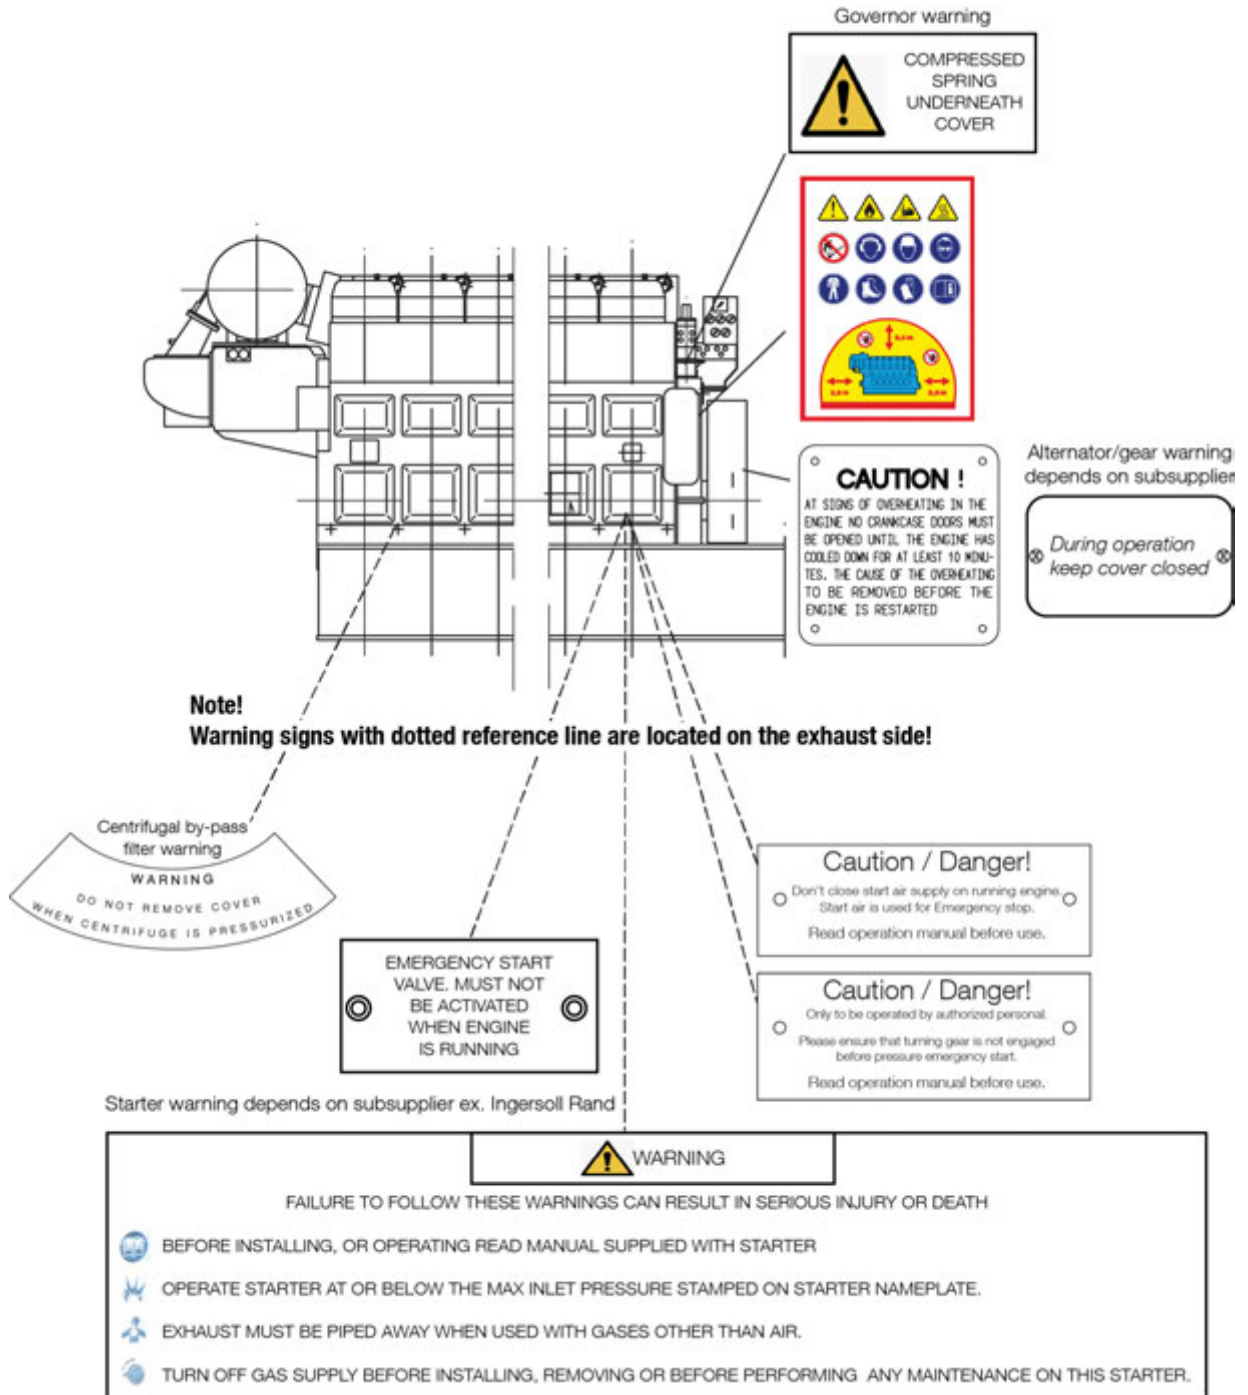 Governor warning
COMPRESSED
SPRING
UNDERNEATH
COVER
CAUTION !
AT SIGNS OF OVERHEATING IN THE
ENGINE NO CRANKCASE DOORS MUST
BE OPENED UNTIL THE ENGINE HAS
COOLED DOWN FOR AT LEAST 10 MINU-
TES. THE CAUSE OF THE OVERHEATING
TO BE REMOVED BEFORE THE
ENGINE IS RESTARTED
Alternator/gear warning
depends on subsupplier
During operation
keep cover closed
Note!
Warning signs with dotted reference line are located on the exhaust side!
Centrifugal by-pass
filter warning
WARNING
DO NOT REMOVE COVER
WHEN CENTRIFUGE IS PRESSURIZED
EMERGENCY START
VALVE. MUST NOT
BE ACTIVATED
WHEN ENGINE
IS RUNNING
Caution / Danger!
Don't close start air supply on running engine.
Start air is used for Emergency stop.
Read operation manual before use.
Caution / Danger!
Only to be operated by authorized personal.
Please ensure that turning gear is not engaged
before pressure emergency start.
Read operation manual before use.
Starter warning depends on subsupplier ex. Ingersoll Rand
WARNING
FAILURE TO FOLLOW THESE WARNINGS CAN RESULT IN SERIOUS INJURY OR DEATH
BEFORE INSTALLING, OR OPERATING READ MANUAL SUPPLIED WITH STARTER
OPERATE STARTER AT OR BELOW THE MAX INLET PRESSURE STAMPED ON STARTER NAMEPLATE.
EXHAUST MUST BE PIPED AWAY WHEN USED WITH GASES OTHER THAN AIR.
TURN OFF GAS SUPPLY BEFORE INSTALLING, REMOVING OR BEFORE PERFORMING ANY MAINTENANCE ON THIS STARTER.